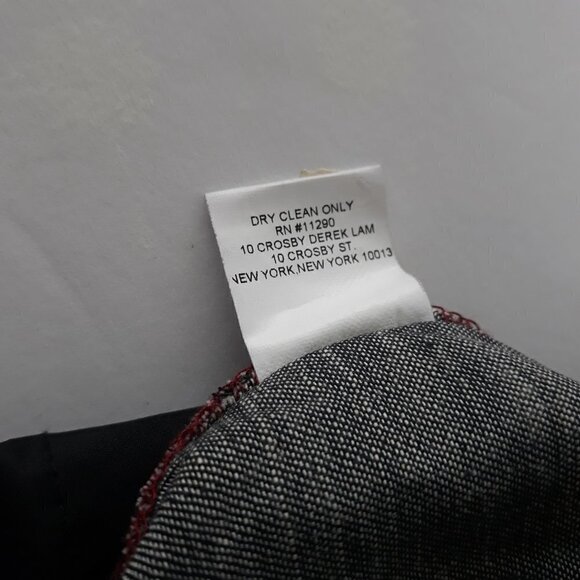 DRY CLEAN ONLY
RN #11290
10 CROSBY DEREK LAM
10 CROSBY ST.
NEW YORK,NEW YORK 10013